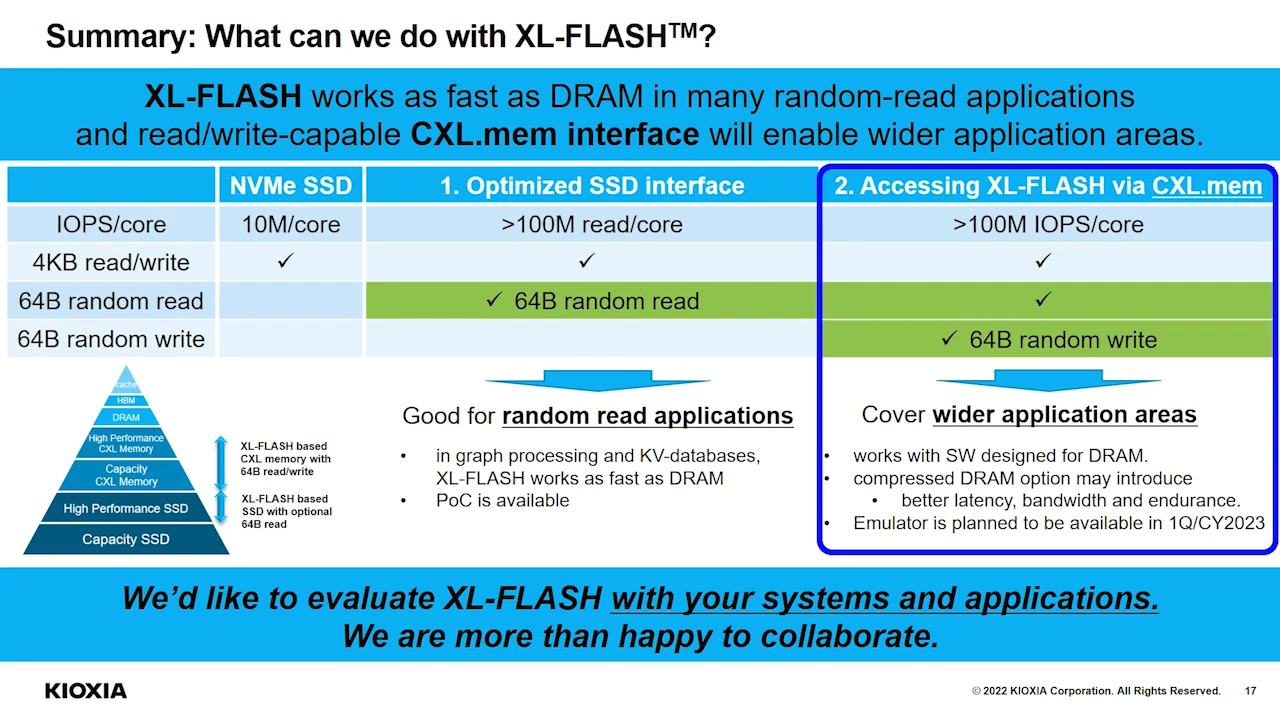 Summary: What can we do with XL-FLASH™?
XL-FLASH works as fast as DRAM in many random-read applications
and read/write-capable CXL.mem interface will enable wider application areas.
NVMe SSD
1. Optimized SSD interface
2. Accessing XL-FLASH via CXL.mem
IOPS/core
10M/core
>100M read/core
>100M IOPS/core
4KB read/write
✓
✓
✓
64B random read
✓ 64B random read
✓
64B random write
✓ 64B random write
cache
HBM
DRAM
High Performance
CXL Memory
Capacity
CXL Memory
High Performance SSD
Capacity SSD
XL-FLASH based
CXL memory with
64B read/write
XL-FLASH based
SSD with optional
64B read
Good for random read applications
• in graph processing and KV-databases,
XL-FLASH works as fast as DRAM
• PoC is available
Cover wider application areas
• works with SW designed for DRAM.
• compressed DRAM option may introduce
• better latency, bandwidth and endurance.
• Emulator is planned to be available in 1Q/CY2023
We'd like to evaluate XL-FLASH with your systems and applications.
We are more than happy to collaborate.
KIOXIA
© 2022 KIOXIA Corporation. All Rights Reserved.
17